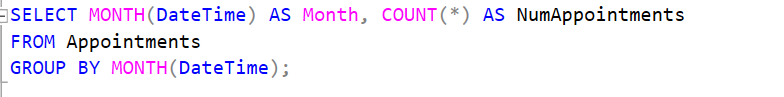 SELECT MONTH(DateTime) AS Month, COUNT(*) AS NumAppointments
FROM Appointments
GROUP BY MONTH(DateTime);